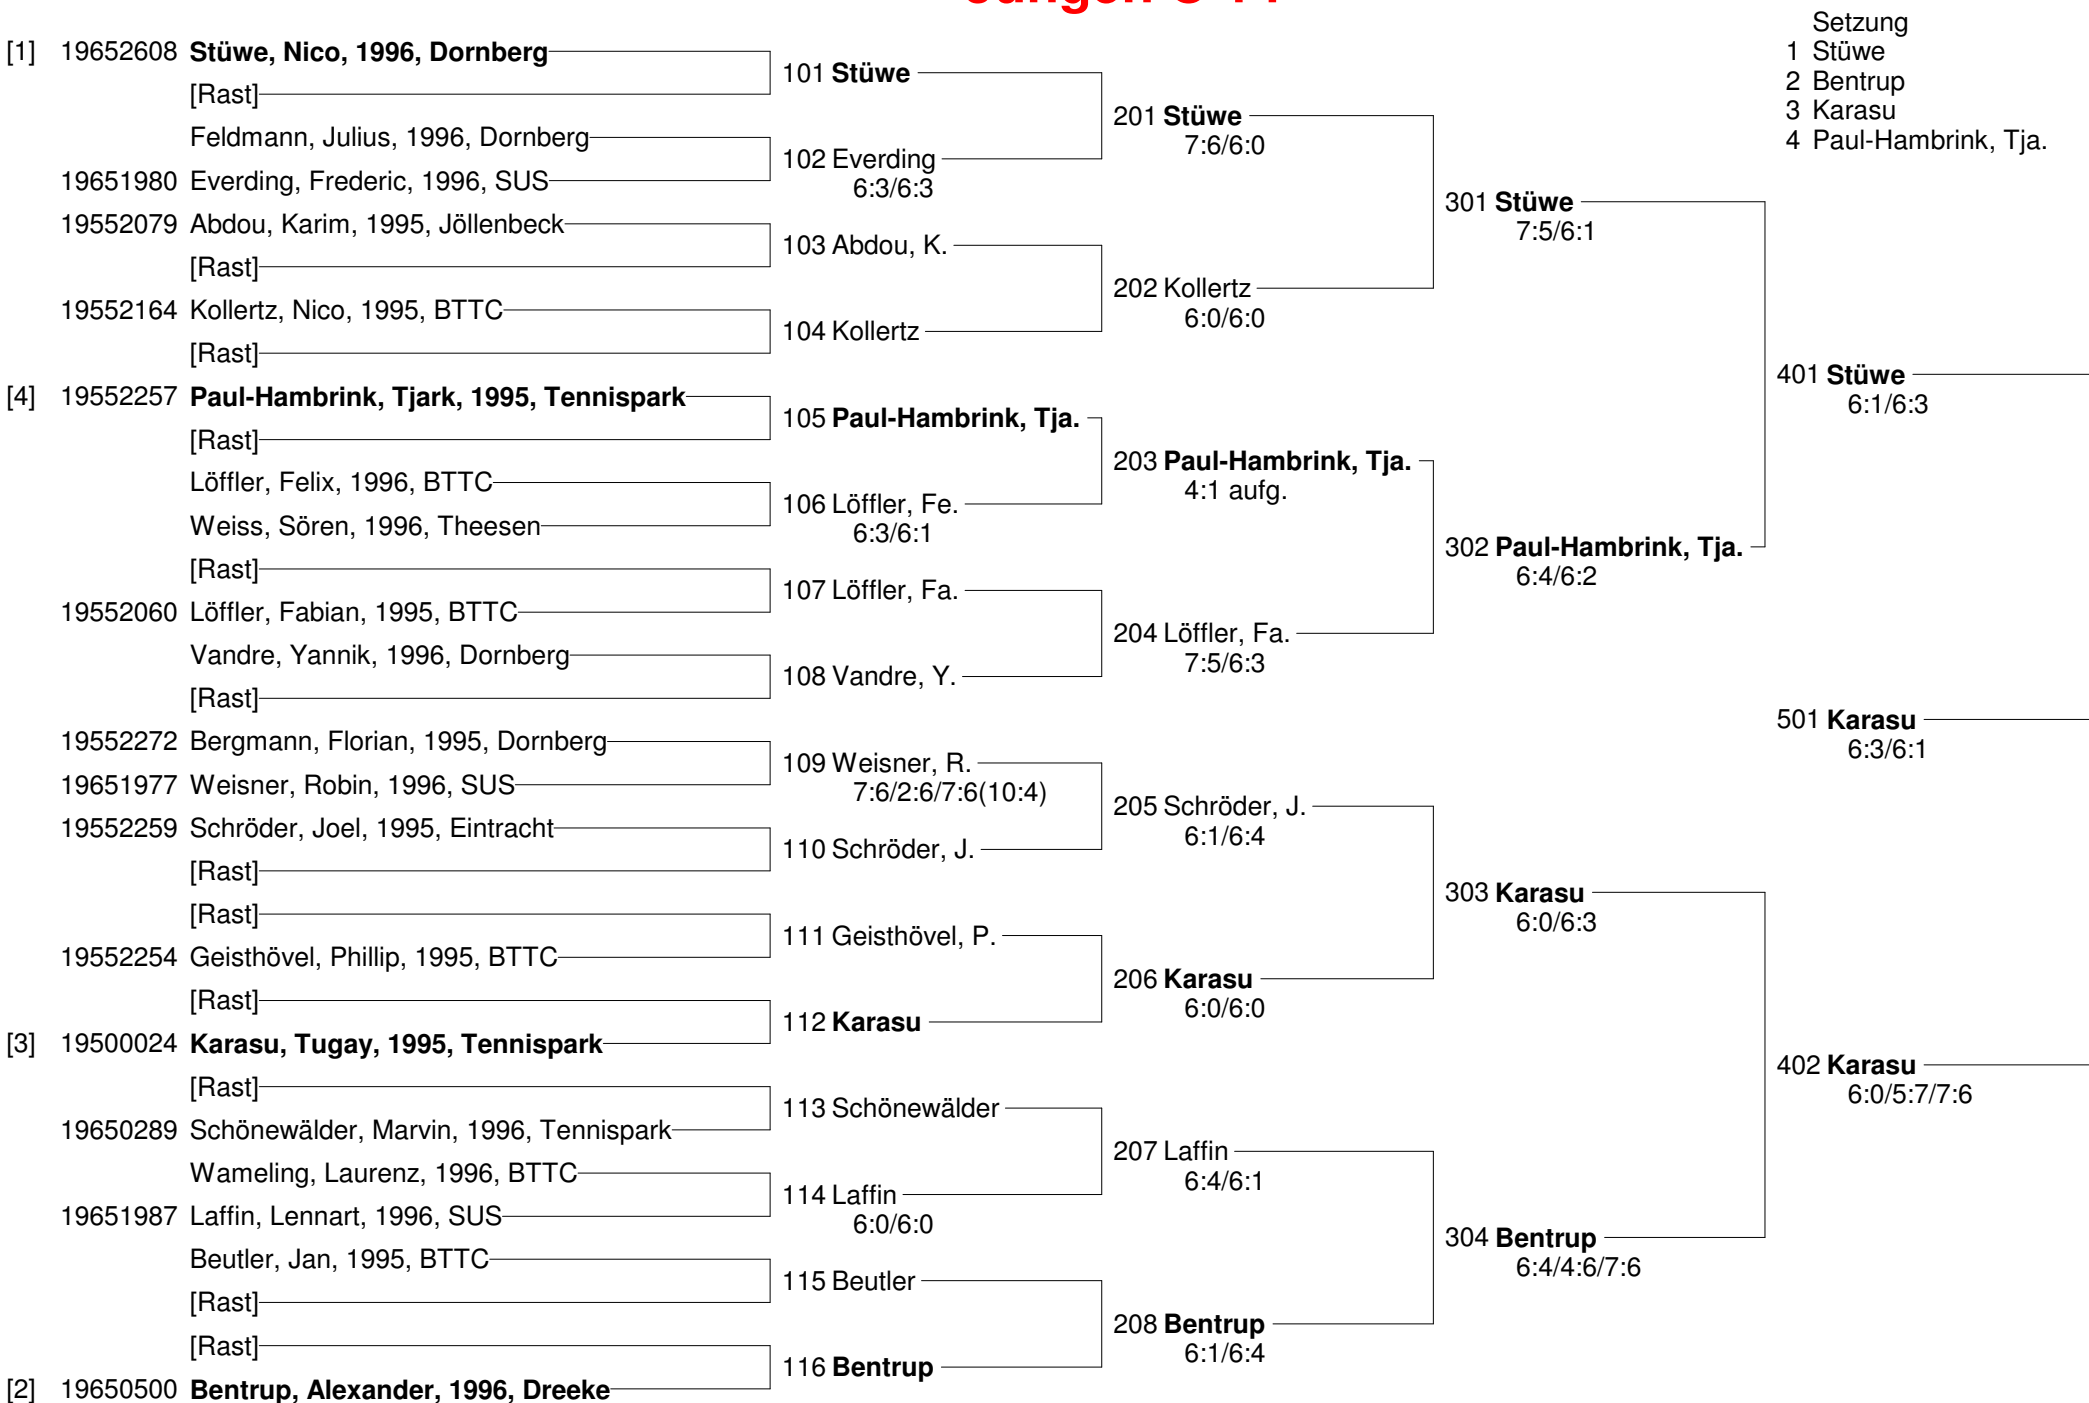 Setzung
1 Stüwe
2 Bentrup
3 Karasu
4 Paul-Hambrink, Tja.
[1] 19652608 Stüwe, Nico, 1996, Dornberg
[Rast]
Feldmann, Julius, 1996, Dornberg
19651980 Everding, Frederic, 1996, SUS
19552079 Abdou, Karim, 1995, Jöllenbeck
[Rast]
19552164 Kollertz, Nico, 1995, BTTC
[Rast]
[4] 19552257 Paul-Hambrink, Tjark, 1995, Tennispark
[Rast]
Löffler, Felix, 1996, BTTC
Weiss, Sören, 1996, Theesen
[Rast]
19552060 Löffler, Fabian, 1995, BTTC
Vandre, Yannik, 1996, Dornberg
[Rast]
19552272 Bergmann, Florian, 1995, Dornberg
19651977 Weisner, Robin, 1996, SUS
19552259 Schröder, Joel, 1995, Eintracht
[Rast]
[Rast]
19552254 Geisthövel, Phillip, 1995, BTTC
[Rast]
[3] 19500024 Karasu, Tugay, 1995, Tennispark
[Rast]
19650289 Schönewälder, Marvin, 1996, Tennispark
Wameling, Laurenz, 1996, BTTC
19651987 Laffin, Lennart, 1996, SUS
Beutler, Jan, 1995, BTTC
[Rast]
[Rast]
[2] 19650500 Bentrup, Alexander, 1996, Dreeke
101 Stüwe
102 Everding
6:3/6:3
103 Abdou, K.
104 Kollertz
105 Paul-Hambrink, Tja.
106 Löffler, Fe.
6:3/6:1
107 Löffler, Fa.
108 Vandre, Y.
109 Weisner, R.
7:6/2:6/7:6(10:4)
110 Schröder, J.
111 Geisthövel, P.
112 Karasu
113 Schönewälder
114 Laffin
6:0/6:0
115 Beutler
116 Bentrup
201 Stüwe
7:6/6:0
202 Kollertz
6:0/6:0
203 Paul-Hambrink, Tja.
4:1 aufg.
204 Löffler, Fa.
7:5/6:3
205 Schröder, J.
6:1/6:4
206 Karasu
6:0/6:0
207 Laffin
6:4/6:1
208 Bentrup
6:1/6:4
301 Stüwe
7:5/6:1
302 Paul-Hambrink, Tja.
6:4/6:2
303 Karasu
6:0/6:3
304 Bentrup
6:4/4:6/7:6
401 Stüwe
6:1/6:3
501 Karasu
6:3/6:1
402 Karasu
6:0/5:7/7:6